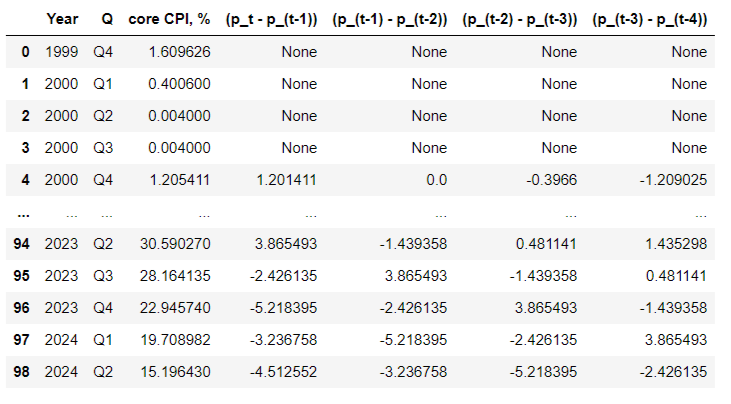 Year Q core CPI, % (p_t - p_(t-1)) (p_(t-1) - p_(t-2)) (p_(t-2) - p_(t-3)) (p_(t-3) - p_(t-4))
0 1999 Q4 1.609626 None None None None
1 2000 Q1 0.400600 None None None None
2 2000 Q2 0.004000 None None None None
3 2000 Q3 0.004000 None None None None
4 2000 Q4 1.205411 1.201411 0.0 -0.3966 -1.209025
... ... ... ... ... ... ... ...
94 2023 Q2 30.590270 3.865493 -1.439358 0.481141 1.435298
95 2023 Q3 28.164135 -2.426135 3.865493 -1.439358 0.481141
96 2023 Q4 22.945740 -5.218395 -2.426135 3.865493 -1.439358
97 2024 Q1 19.708982 -3.236758 -5.218395 -2.426135 3.865493
98 2024 Q2 15.196430 -4.512552 -3.236758 -5.218395 -2.426135